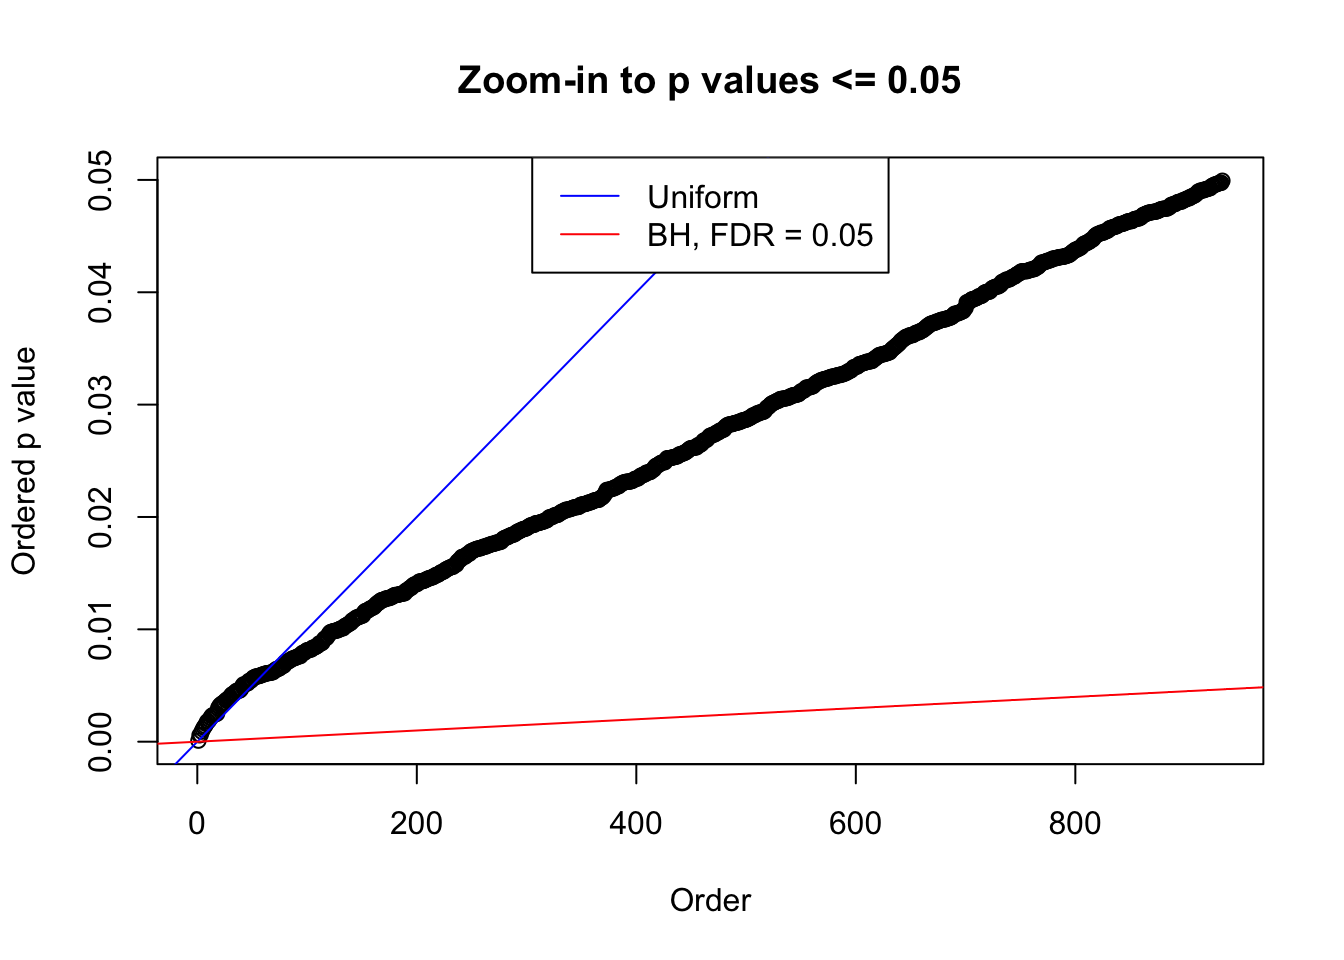 Zoom-in to p values <= 0.05
Uniform
BH, FDR = 0.05
Ordered p value
0.05
0.04
0.03
0.02
0.01
0.00
0
200
400
600
800
Order